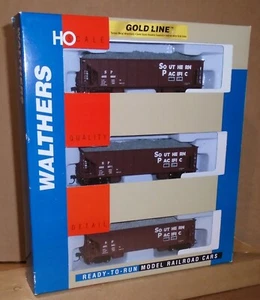 HO SCALE
GOLD LINE
WALTHERS
SOUTHERN
PACIFIC
QUALITY
SOUTHERN
PACIFIC
DETAIL
SOUTHERN
PACIFIC
READY-TO-RUN MODEL RAILROAD CARS